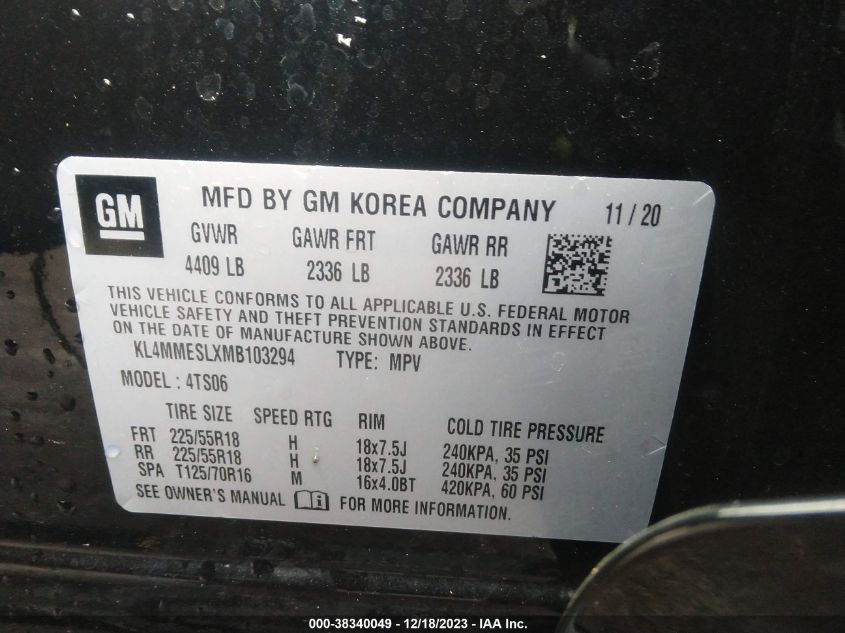 GM
MFD BY GM KOREA COMPANY 11 / 20
GVWR GAWR FRT GAWR RR
4409 LB 2336 LB 2336 LB
THIS VEHICLE CONFORMS TO ALL APPLICABLE U.S. FEDERAL MOTOR
VEHICLE SAFETY AND THEFT PREVENTION STANDARDS IN EFFECT
ON THE DATE OF MANUFACTURE SHOWN ABOVE.
KL4MMESLXMB103294 TYPE: MPV
MODEL : 4TS06
TIRE SIZE SPEED RTG RIM COLD TIRE PRESSURE
FRT 225/55R18 H 18x7.5J 240KPA, 35 PSI
RR 225/55R18 H 18x7.5J 240KPA, 35 PSI
SPA T125/70R16 M 16x4.0BT 420KPA, 60 PSI
SEE OWNER'S MANUAL FOR MORE INFORMATION.
000-38340049 - 12/18/2023 - IAA Inc.